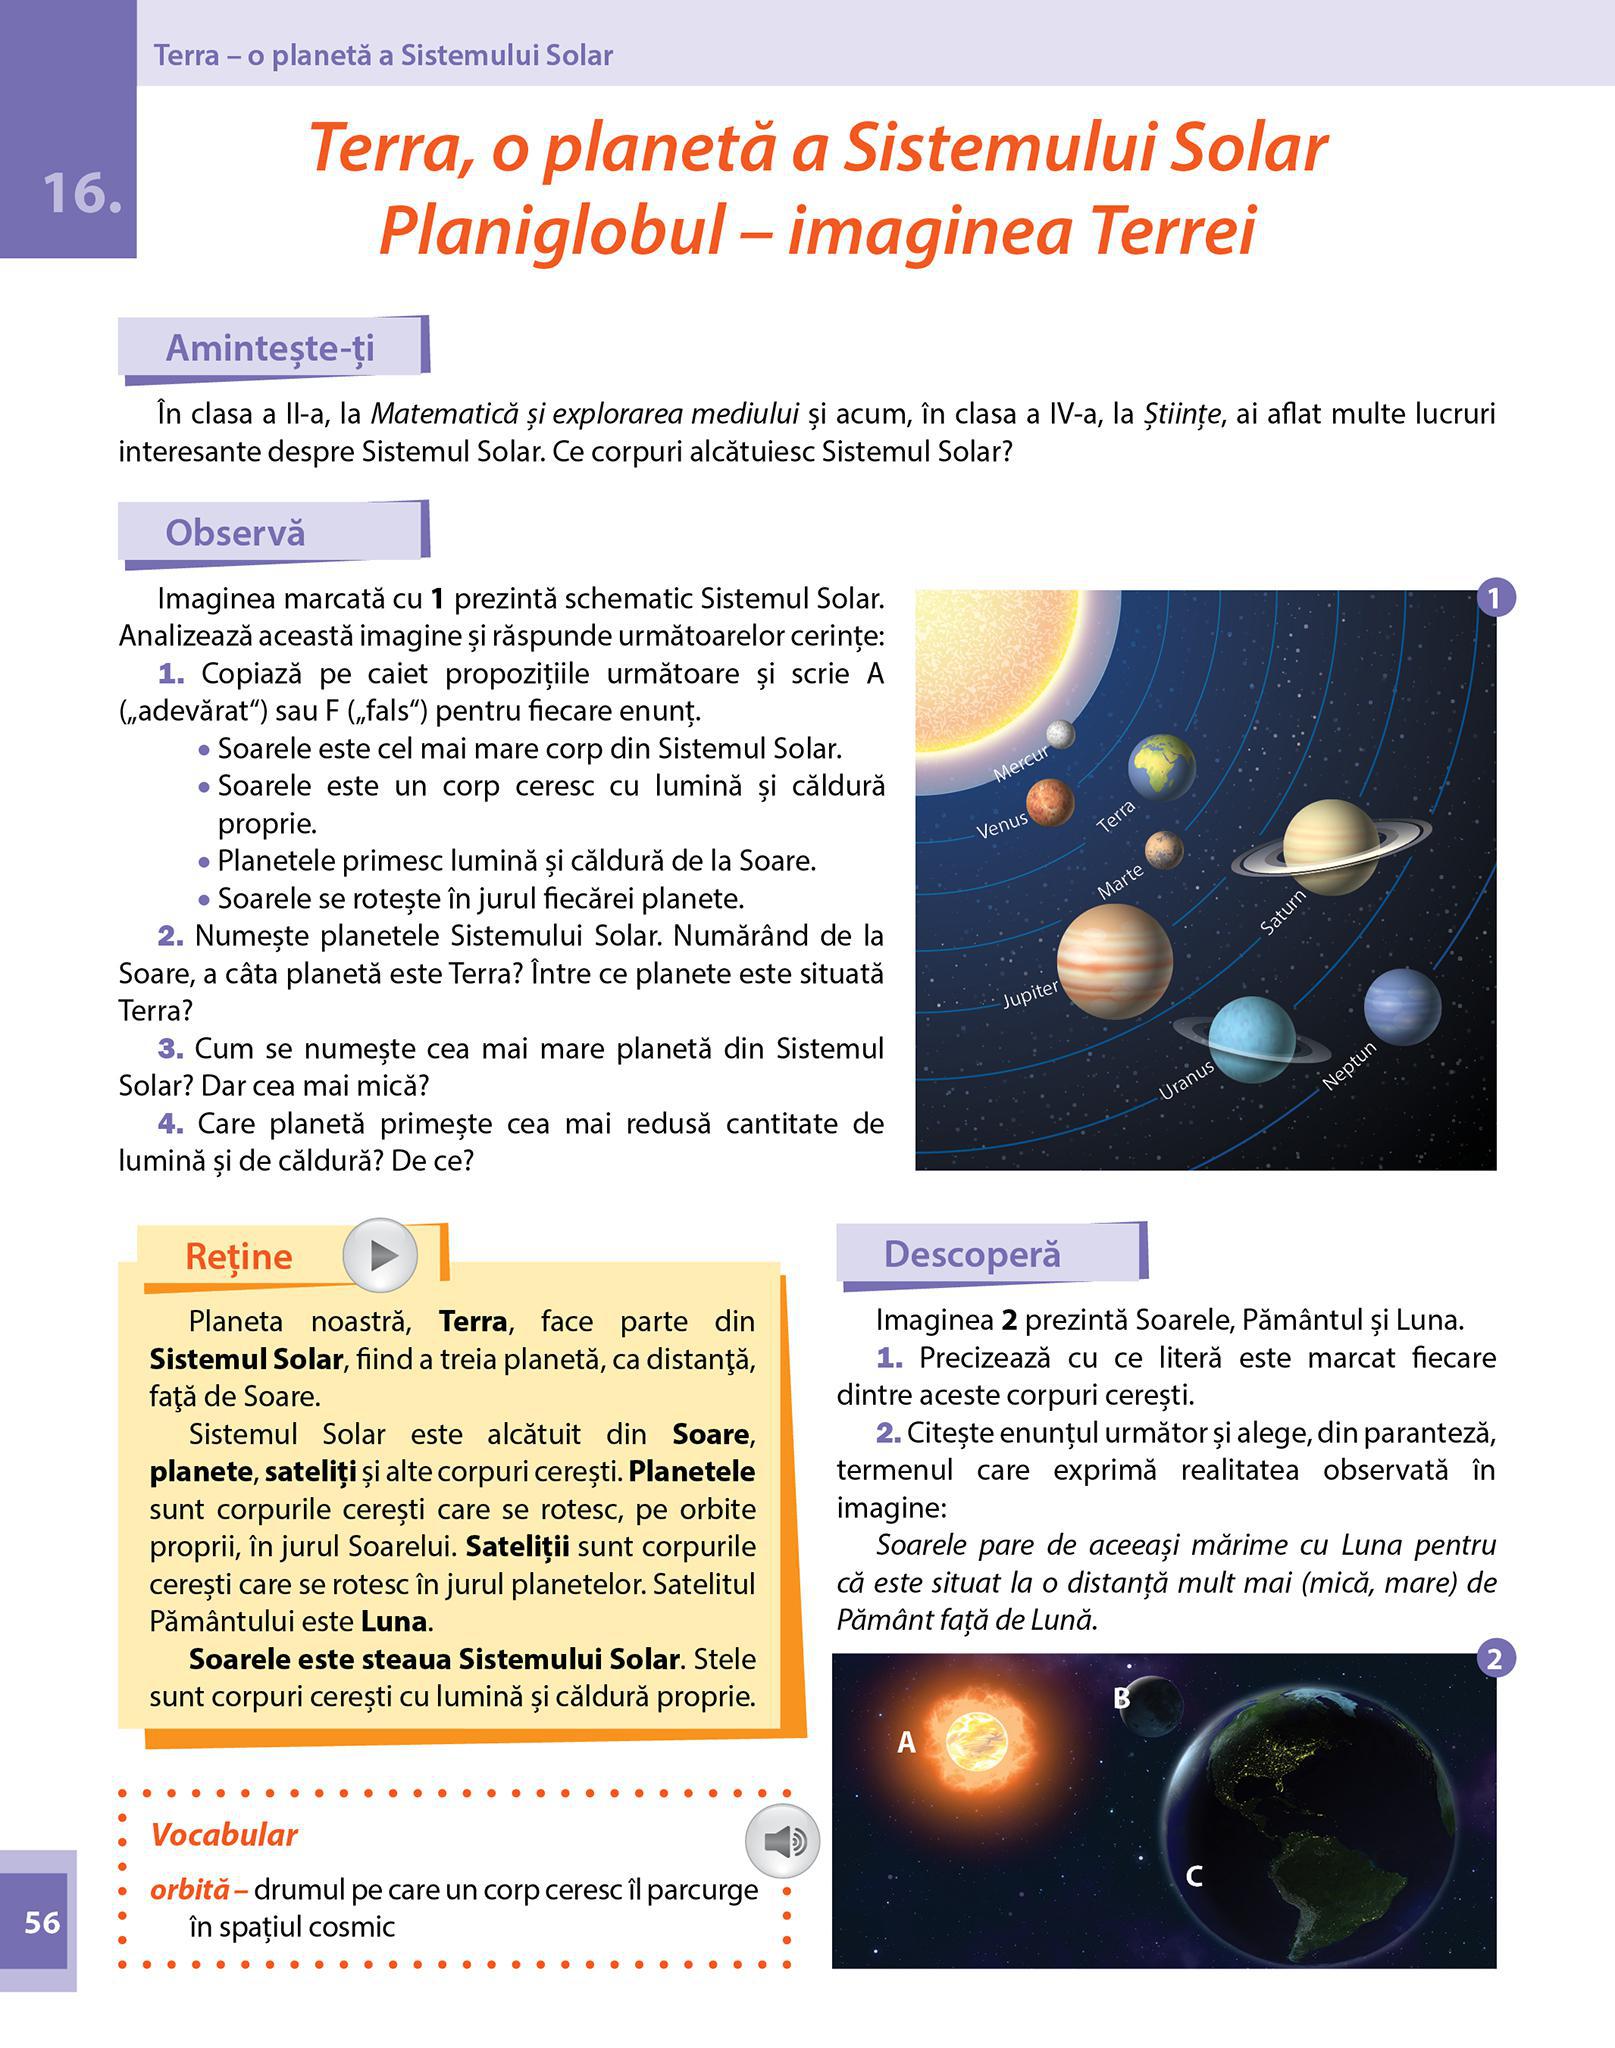 Terra – o planetă a Sistemului Solar
16.
Terra, o planetă a Sistemului Solar
Planiglobul – imaginea Terrei
Amintește-ți
În clasa a II-a, la Matematică și explorarea mediului și acum, în clasa a IV-a, la Științe, ai aflat multe lucruri
interesante despre Sistemul Solar. Ce corpuri alcătuiesc Sistemul Solar?
Observă
Imaginea marcată cu 1 prezintă schematic Sistemul Solar.
Analizează această imagine și răspunde următoarelor cerințe:
1. Copiază pe caiet propozițiile următoare și scrie A
(„adevărat“) sau F („fals“) pentru fiecare enunț.
• Soarele este cel mai mare corp din Sistemul Solar.
• Soarele este un corp ceresc cu lumină și căldură
proprie.
• Planetele primesc lumină și căldură de la Soare.
• Soarele se rotește în jurul fiecărei planete.
2. Numește planetele Sistemului Solar. Numărând de la
Soare, a câta planetă este Terra? Între ce planete este situată
Terra?
3. Cum se numește cea mai mare planetă din Sistemul
Solar? Dar cea mai mică?
4. Care planetă primește cea mai redusă cantitate de
lumină și de căldură? De ce?
1
Mercur
Venus
Terra
Marte
Saturn
Jupiter
Uranus
Neptun
Reține
Planeta noastră, Terra, face parte din
Sistemul Solar, fiind a treia planetă, ca distanţă,
faţă de Soare.
Sistemul Solar este alcătuit din Soare,
planete, sateliți și alte corpuri cerești. Planetele
sunt corpurile cerești care se rotesc, pe orbite
proprii, în jurul Soarelui. Sateliții sunt corpurile
cerești care se rotesc în jurul planetelor. Satelitul
Pământului este Luna.
Soarele este steaua Sistemului Solar. Stele
sunt corpuri cerești cu lumină și căldură proprie.
Vocabular
orbită – drumul pe care un corp ceresc îl parcurge
în spațiul cosmic
Descoperă
Imaginea 2 prezintă Soarele, Pământul și Luna.
1. Precizează cu ce literă este marcat fiecare
dintre aceste corpuri cerești.
2. Citește enunțul următor și alege, din paranteză,
termenul care exprimă realitatea observată în
imagine:
Soarele pare de aceeași mărime cu Luna pentru
că este situat la o distanță mult mai (mică, mare) de
Pământ față de Lună.
2
A
B
C
56